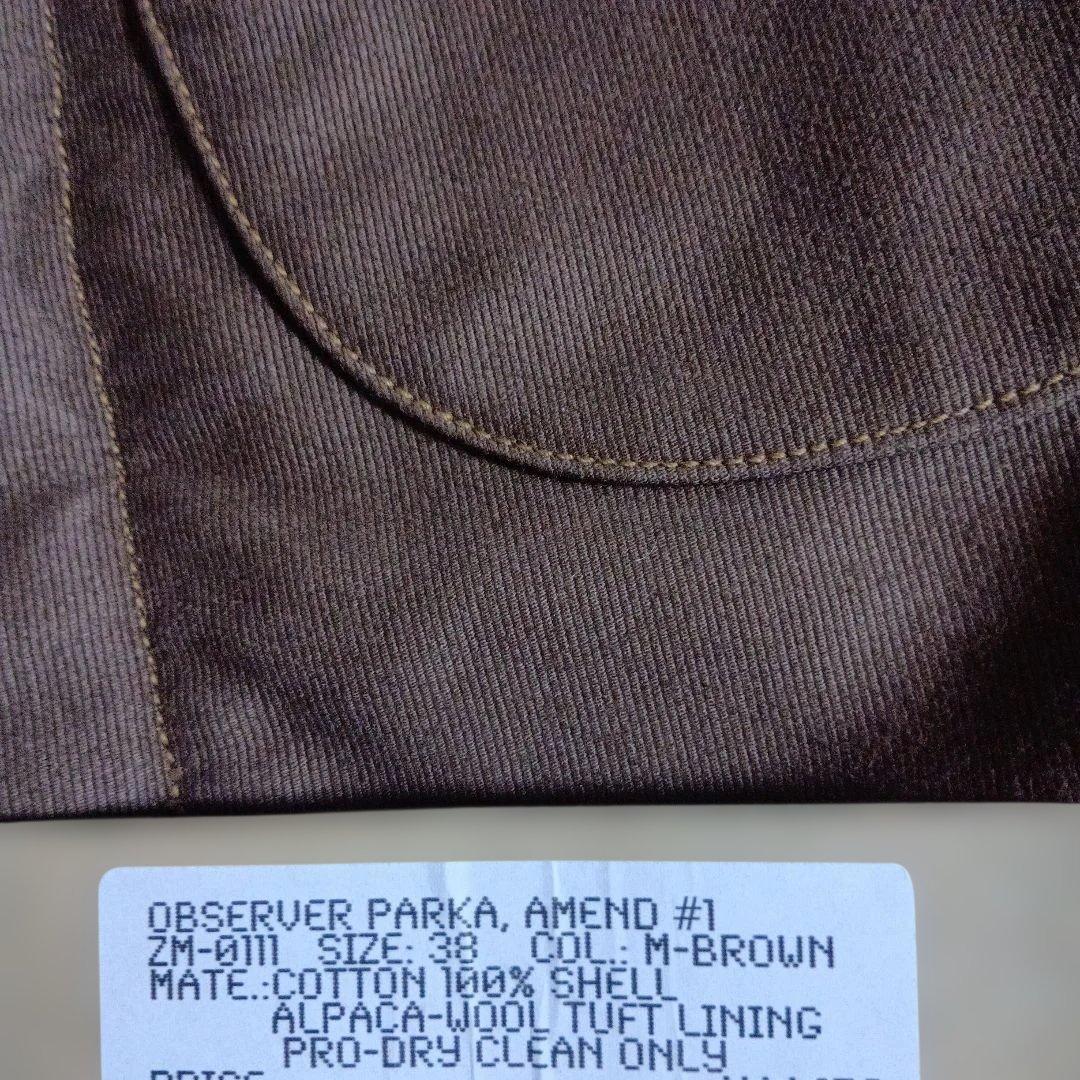 OBSERVER PARKA, AMEND #1
ZM-0111 SIZE: 38 COL.: M-BROWN
MATE.:COTTON 100% SHELL
ALPACA-WOOL TUFT LINING
PRO-DRY CLEAN ONLY
PRICE